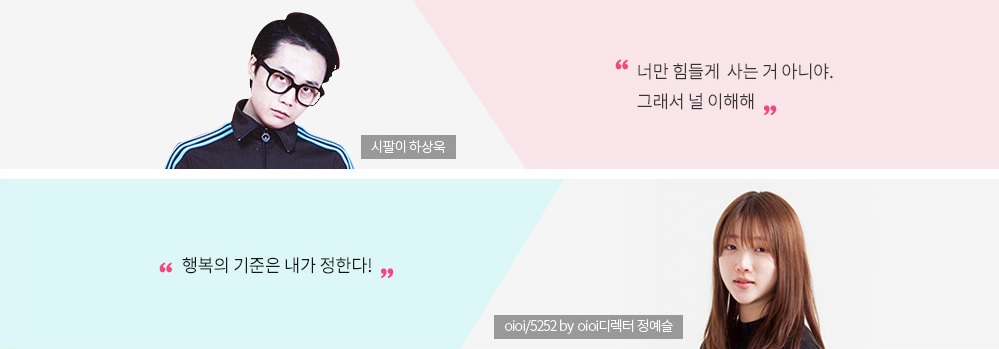 “ 너만 힘들게 사는 거 아니야.
그래서 널 이해해 ”
시팔이 하상욱
“ 행복의 기준은 내가 정한다! ”
oioi/5252 by oioi디렉터 정예슬